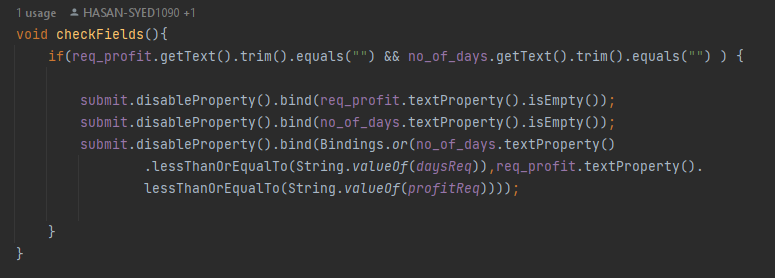 1 usage HASAN-SYED1090 +1
void checkFields(){
if(req_profit.getText().trim().equals("") && no_of_days.getText().trim().equals("") ) {
submit.disableProperty().bind(req_profit.textProperty().isEmpty());
submit.disableProperty().bind(no_of_days.textProperty().isEmpty());
submit.disableProperty().bind(Bindings.or(no_of_days.textProperty()
.lessThanOrEqualTo(String.valueOf(daysReq)),req_profit.textProperty().
lessThanOrEqualTo(String.valueOf(profitReq))));
}
}